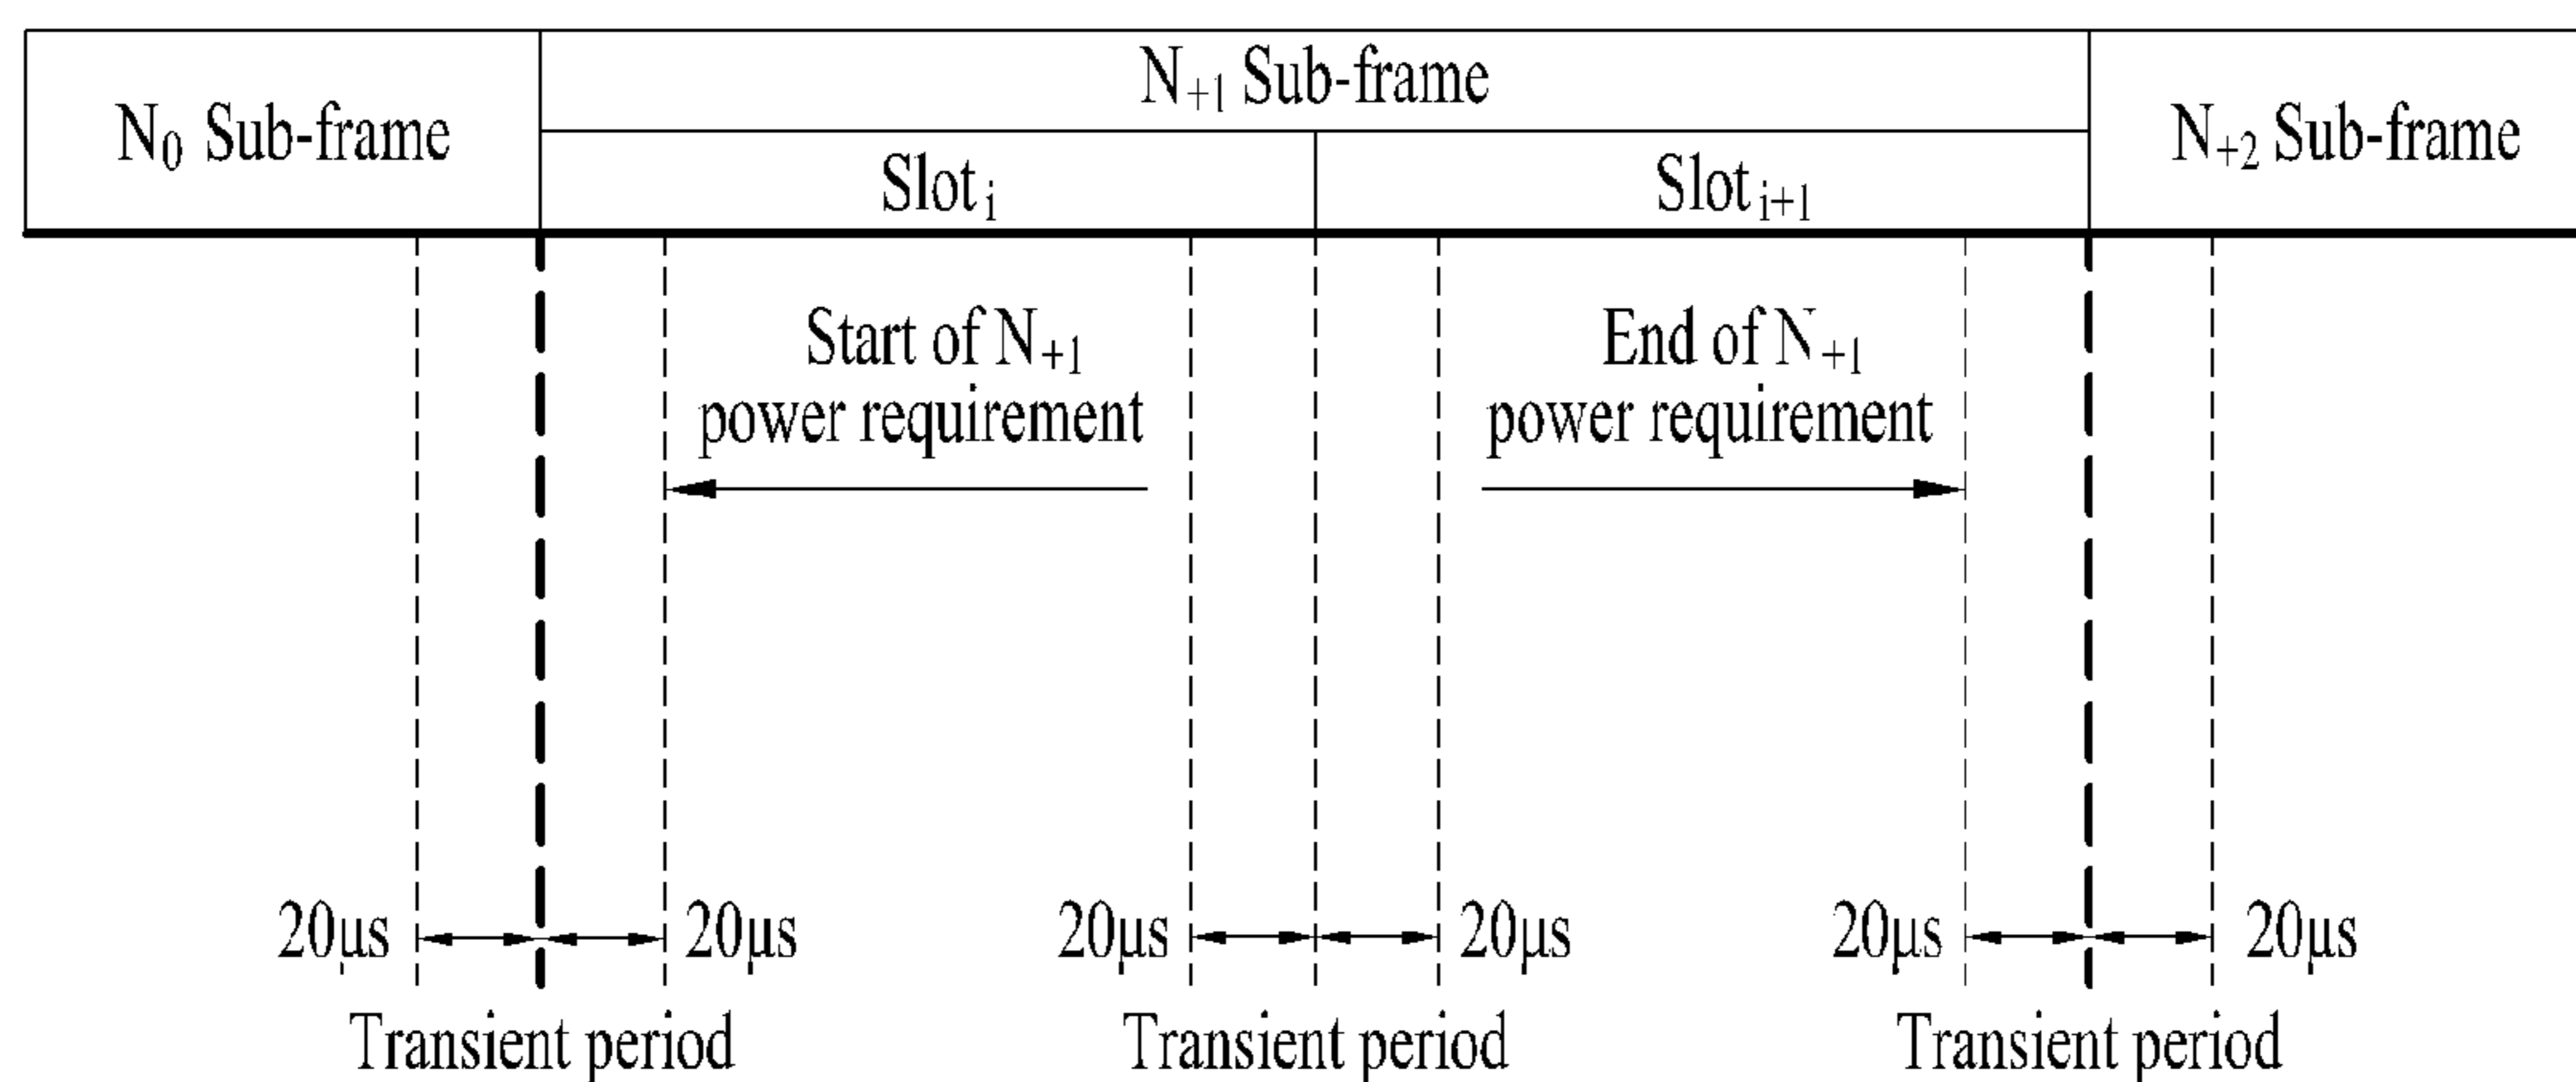 N₀ Sub-frame
N₊₁ Sub-frame
N₊₂ Sub-frame
Slot ᵢ
Slot ᵢ₊₁
Start of N₊₁
power requirement
End of N₊₁
power requirement
20μs
20μs
20μs
20μs
20μs
20μs
Transient period
Transient period
Transient period